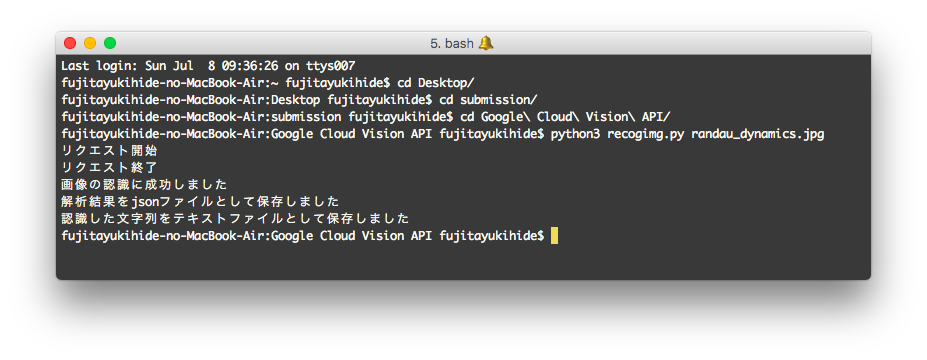 5. bash 🔔
Last login: Sun Jul  8 09:36:26 on ttys007
fujitayukihide-no-MacBook-Air:~ fujitayukihide$ cd Desktop/
fujitayukihide-no-MacBook-Air:Desktop fujitayukihide$ cd submission/
fujitayukihide-no-MacBook-Air:submission fujitayukihide$ cd Google\ Cloud\ Vision\ API/
fujitayukihide-no-MacBook-Air:Google Cloud Vision API fujitayukihide$ python3 recogimg.py randau_dynamics.jpg
リクエスト開始
リクエスト終了
画像の認識に成功しました
解析結果をjsonファイルとして保存しました
認識した文字列をテキストファイルとして保存しました
fujitayukihide-no-MacBook-Air:Google Cloud Vision API fujitayukihide$